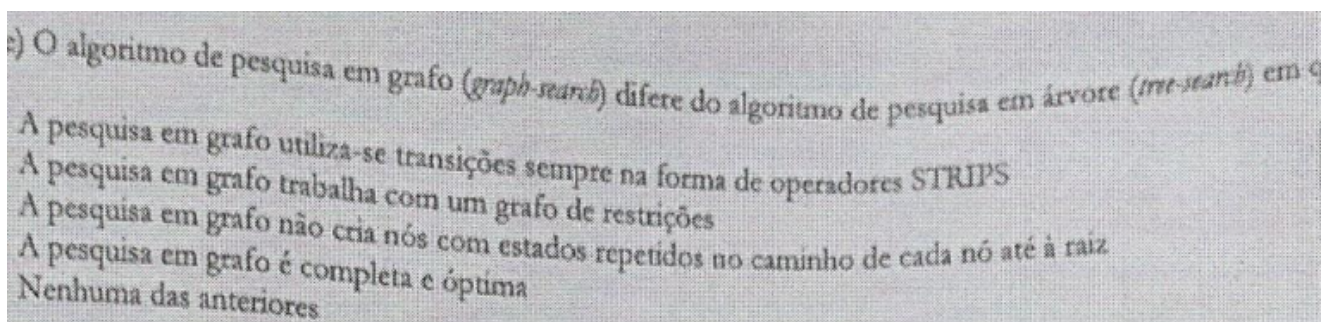 c) O algoritmo de pesquisa em grafo (graph-search) difere do algoritmo de pesquisa em árvore (tree-search) em q
A pesquisa em grafo utiliza-se transições sempre na forma de operadores STRIPS
A pesquisa em grafo trabalha com um grafo de restrições
A pesquisa em grafo não cria nós com estados repetidos no caminho de cada nó até à raiz
A pesquisa em grafo é completa e óptima
Nenhuma das anteriores